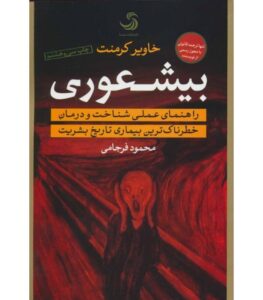 خاویر کرمنت
بیشعوری
راهنمای عملی شناخت و درمان
خطرناک‌ترین بیماری تاریخ بشریت
محمود فرجامی